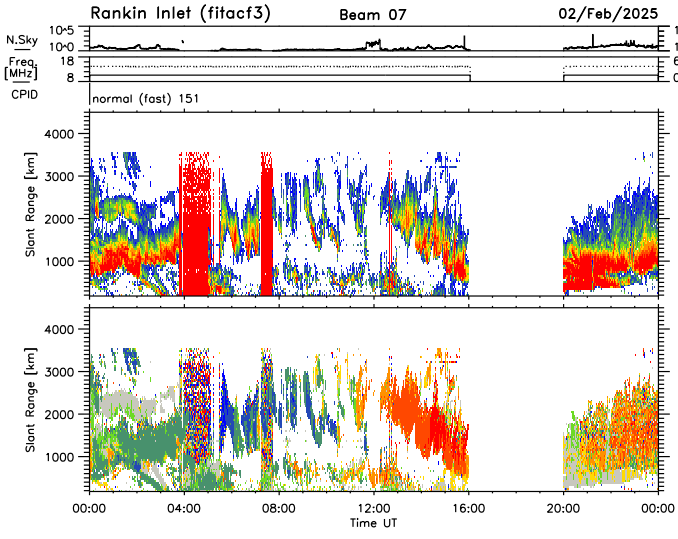 Rankin Inlet (fitacf3) Beam 07 02/Feb/2025
N.Sky 10^5 10^0 1 1
Freq. [MHz] 18 8 6 0
CPID normal (fast) 151
Slant Range [km] 4000 3000 2000 1000
Slant Range [km] 4000 3000 2000 1000
00:00 04:00 08:00 12:00 16:00 20:00 00:00
Time UT